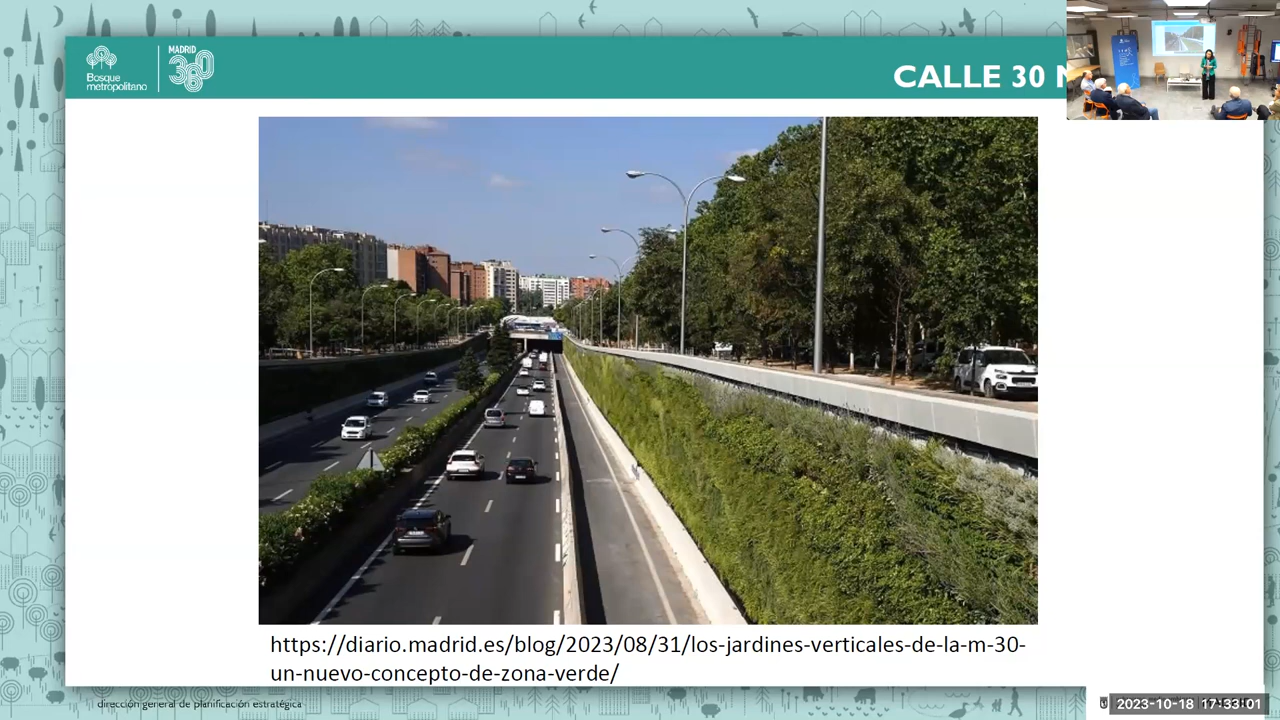 Bosque
metropolitano
MADRID
360
CALLE 30
https://diario.madrid.es/blog/2023/08/31/los-jardines-verticales-de-la-m-30-
un-nuevo-concepto-de-zona-verde/
dirección general de planificación estratégica
2023-10-18 17:33:01